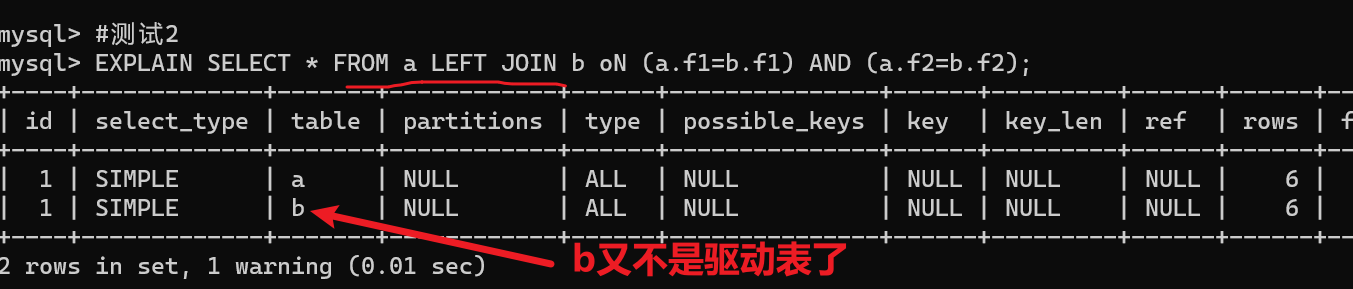 mysql> #测试2
mysql> EXPLAIN SELECT * FROM a LEFT JOIN b oN (a.f1=b.f1) AND (a.f2=b.f2);
+----+-------------+-------+------------+------+---------------+------+---------+------+------+--
| id | select_type | table | partitions | type | possible_keys | key | key_len | ref | rows | f
+----+-------------+-------+------------+------+---------------+------+---------+------+------+--
| 1 | SIMPLE | a | NULL | ALL | NULL | NULL | NULL | NULL | 6 |
| 1 | SIMPLE | b | NULL | ALL | NULL | NULL | NULL | NULL | 6 |
+----+-------------+-------+------------+------+---------------+------+---------+------+------+--
2 rows in set, 1 warning (0.01 sec)
b又不是驱动表了